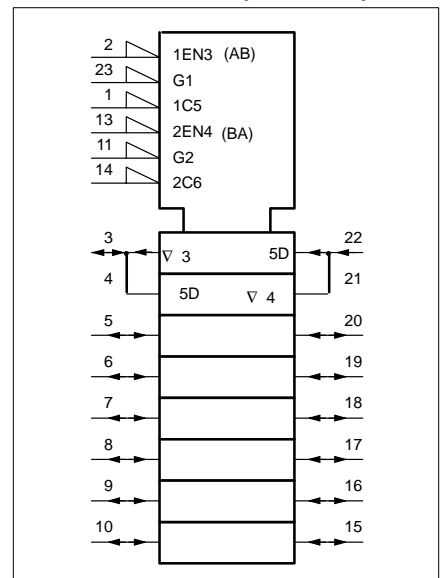 2 1EN3 (AB)
23 G1
1 1C5
13 2EN4 (BA)
11 G2
14 2C6
3 ∇ 3 5D 22
4 5D ∇ 4 21
5 20
6 19
7 18
8 17
9 16
10 15